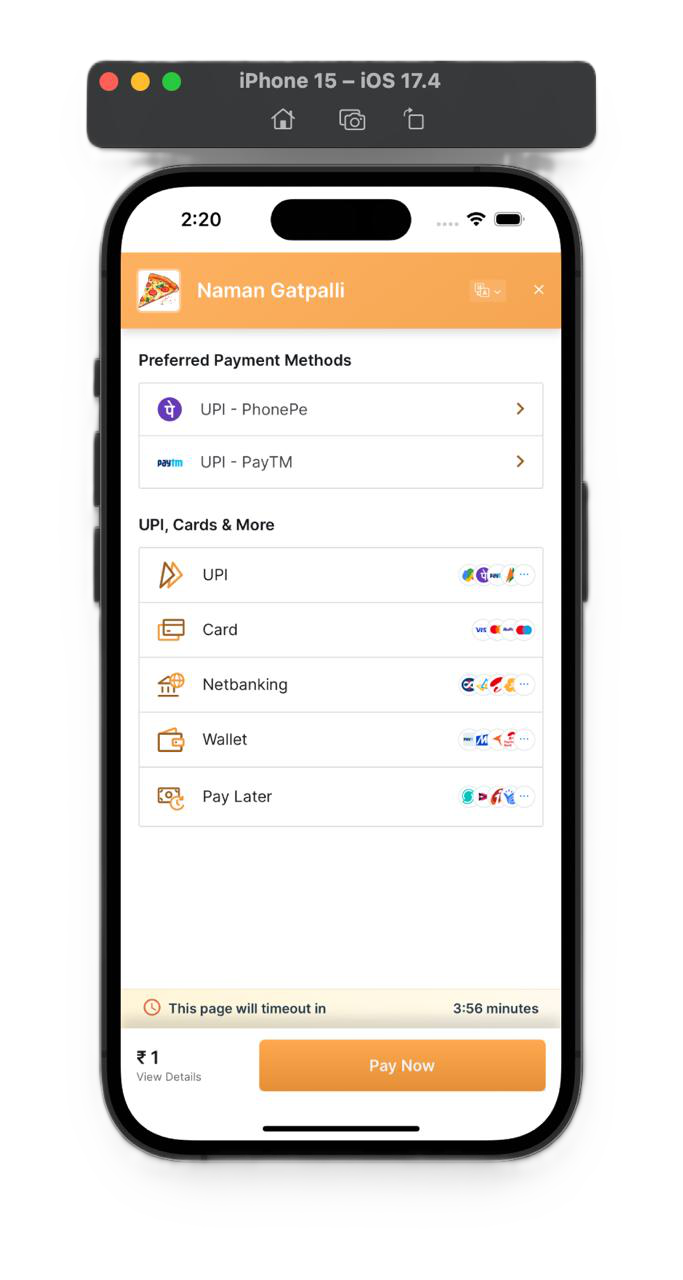 iPhone 15 – iOS 17.4
2:20
Naman Gatpalli
Preferred Payment Methods
पे
UPI - PhonePe
paytm
UPI - PayTM
UPI, Cards & More
UPI
Card
VISA
Netbanking
Wallet
Pay Later
This page will timeout in
3:56 minutes
₹ 1
View Details
Pay Now